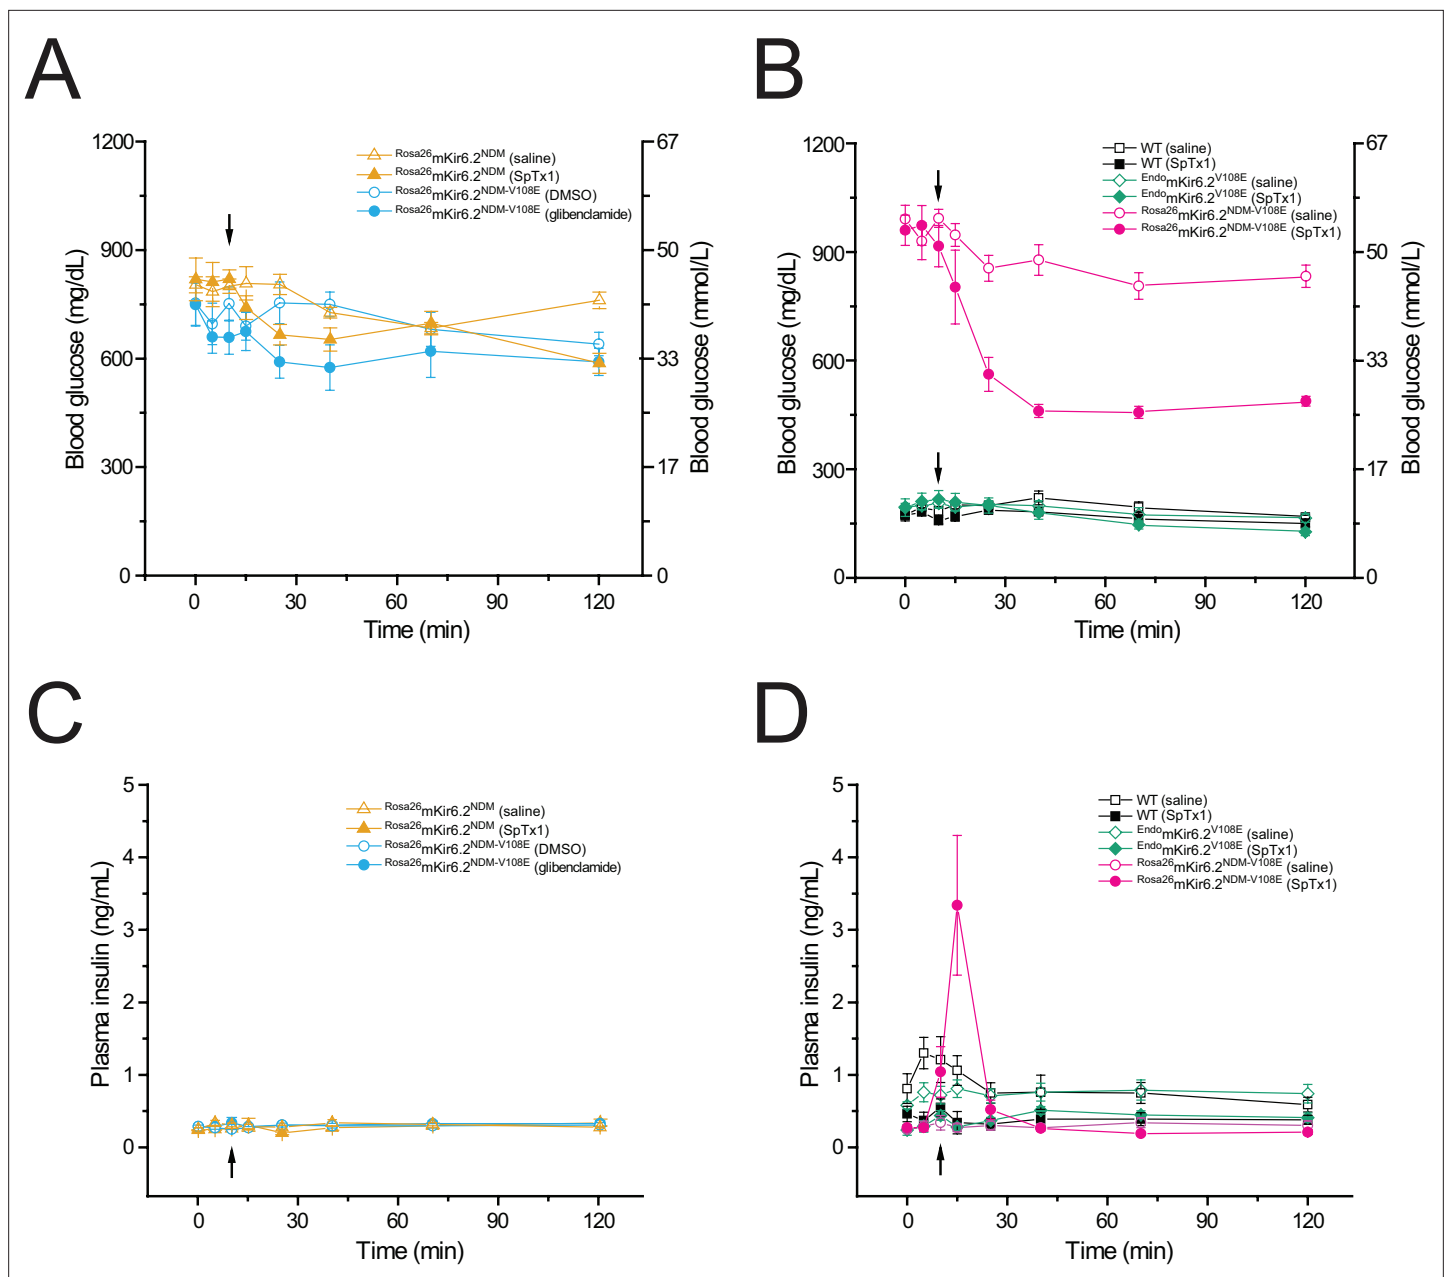 A
B
1200
900
600
300
0
67
50
33
17
0
0
30
60
90
120
Blood glucose (mg/dL)
Blood glucose (mmol/L)
Time (min)
Rosa26mKir6.2NDM (saline)
Rosa26mKir6.2NDM (SpTx1)
Rosa26mKir6.2NDM-V108E (DMSO)
Rosa26mKir6.2NDM-V108E (glibenclamide)
1200
900
600
300
0
67
50
33
17
0
0
30
60
90
120
Blood glucose (mg/dL)
Blood glucose (mmol/L)
Time (min)
WT (saline)
WT (SpTx1)
EndomKir6.2V108E (saline)
EndomKir6.2V108E (SpTx1)
Rosa26mKir6.2NDM-V108E (saline)
Rosa26mKir6.2NDM-V108E (SpTx1)
C
D
5
4
3
2
1
0
0
30
60
90
120
Plasma insulin (ng/mL)
Time (min)
Rosa26mKir6.2NDM (saline)
Rosa26mKir6.2NDM (SpTx1)
Rosa26mKir6.2NDM-V108E (DMSO)
Rosa26mKir6.2NDM-V108E (glibenclamide)
5
4
3
2
1
0
0
30
60
90
120
Plasma insulin (ng/mL)
Time (min)
WT (saline)
WT (SpTx1)
EndomKir6.2V108E (saline)
EndomKir6.2V108E (SpTx1)
Rosa26mKir6.2NDM-V108E (saline)
Rosa26mKir6.2NDM-V108E (SpTx1)